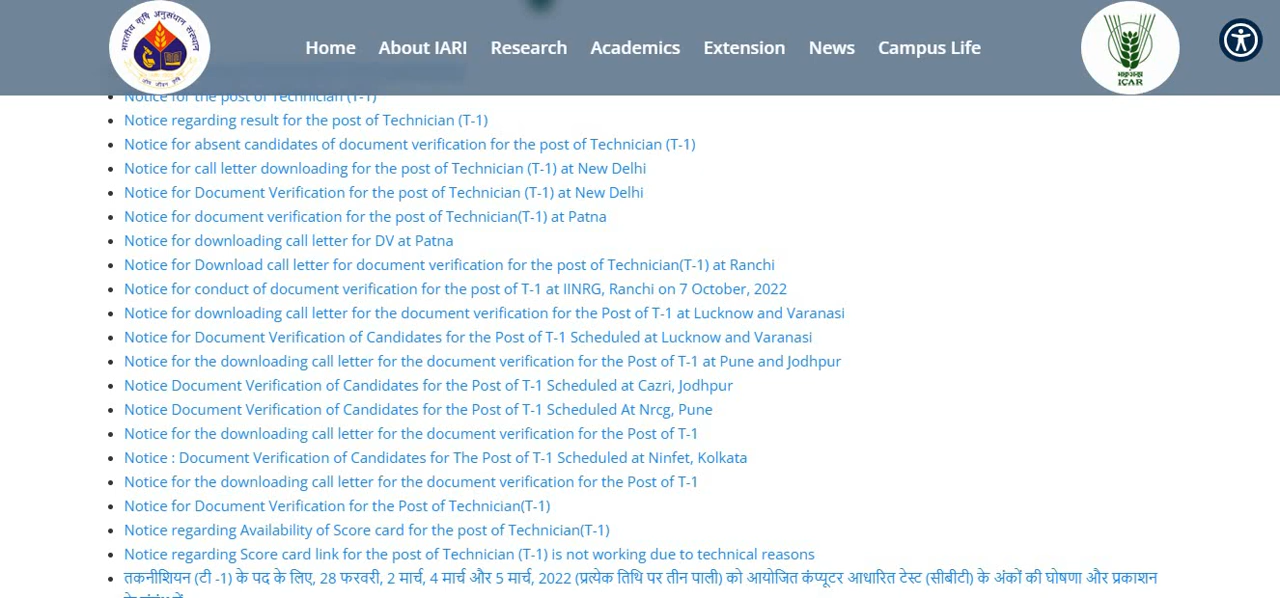 भारतीय कृषि अनुसंधान संस्थान
Home About IARI Research Academics Extension News Campus Life
भाकृअनुप
ICAR
Notice for the post of Technician (T-1)
Notice regarding result for the post of Technician (T-1)
Notice for absent candidates of document verification for the post of Technician (T-1)
Notice for call letter downloading for the post of Technician (T-1) at New Delhi
Notice for Document Verification for the post of Technician (T-1) at New Delhi
Notice for document verification for the post of Technician(T-1) at Patna
Notice for downloading call letter for DV at Patna
Notice for Download call letter for document verification for the post of Technician(T-1) at Ranchi
Notice for conduct of document verification for the post of T-1 at IINRG, Ranchi on 7 October, 2022
Notice for downloading call letter for the document verification for the Post of T-1 at Lucknow and Varanasi
Notice for Document Verification of Candidates for the Post of T-1 Scheduled at Lucknow and Varanasi
Notice for the downloading call letter for the document verification for the Post of T-1 at Pune and Jodhpur
Notice Document Verification of Candidates for the Post of T-1 Scheduled at Cazri, Jodhpur
Notice Document Verification of Candidates for the Post of T-1 Scheduled At Nrcg, Pune
Notice for the downloading call letter for the document verification for the Post of T-1
Notice : Document Verification of Candidates for The Post of T-1 Scheduled at Ninfet, Kolkata
Notice for the downloading call letter for the document verification for the Post of T-1
Notice for Document Verification for the Post of Technician(T-1)
Notice regarding Availability of Score card for the post of Technician(T-1)
Notice regarding Score card link for the post of Technician (T-1) is not working due to technical reasons
तकनीशियन (टी -1) के पद के लिए, 28 फरवरी, 2 मार्च, 4 मार्च और 5 मार्च, 2022 (प्रत्येक तिथि पर तीन पाली) को आयोजित कंप्यूटर आधारित टेस्ट (सीबीटी) के अंकों की घोषणा और प्रकाशन